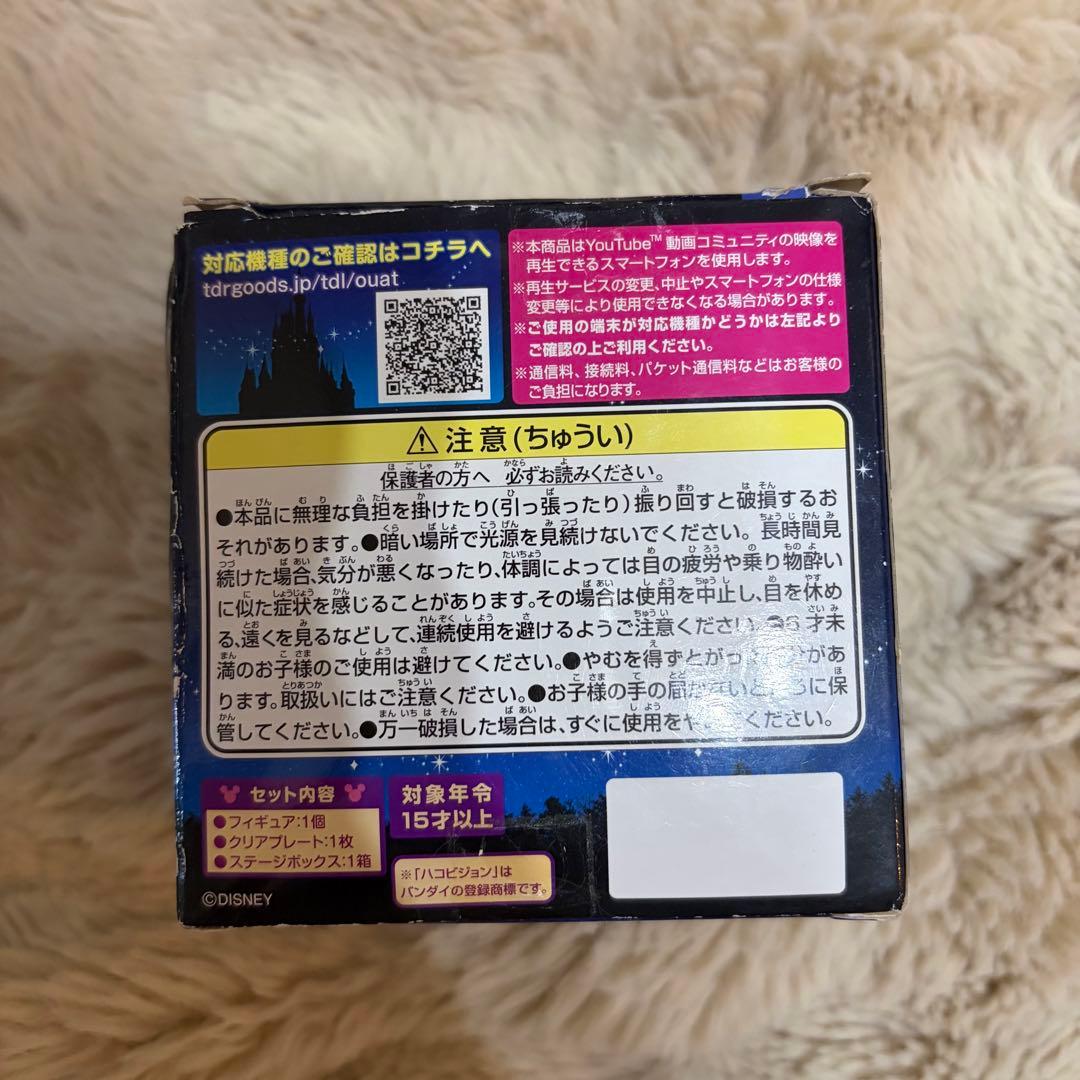 対応機種のご確認はコチラへ
tdrgoods.jp/tdl/ouat
※本商品はYouTube™ 動画コミュニティの映像を
再生できるスマートフォンを使用します。
※再生サービスの変更、中止やスマートフォンの仕様
変更等により使用できなくなる場合があります。
※ご使用の端末が対応機種かどうかは左記より
ご確認の上ご利用ください。
※通信料、接続料、パケット通信料などはお客様の
ご負担になります。
注意(ちゅうい)
保護者の方へ 必ずお読みください。
●本品に無理な負担を掛けたり(引っ張ったり)振り回すと破損するお
それがあります。●暗い場所で光源を見続けないでください。長時間見
続けた場合、気分が悪くなったり、体調によっては目の疲労や乗り物酔い
に似た症状を感じることがあります。その場合は使用を中止し、目を休め
る、遠くを見るなどして、連続使用を避けるようご注意ください。 才未
満のお子様のご使用は避けてください。●やむを得ずとが があ
ります。取扱いにはご注意ください。●お子様の手の届かないと に保
管してください。●万一破損した場合は、すぐに使用を ください。
セット内容
●フィギュア:1個
●クリアプレート:1枚
●ステージボックス:1箱
対象年令
15才以上
※「ハコビジョン」は
バンダイの登録商標です。
©DISNEY